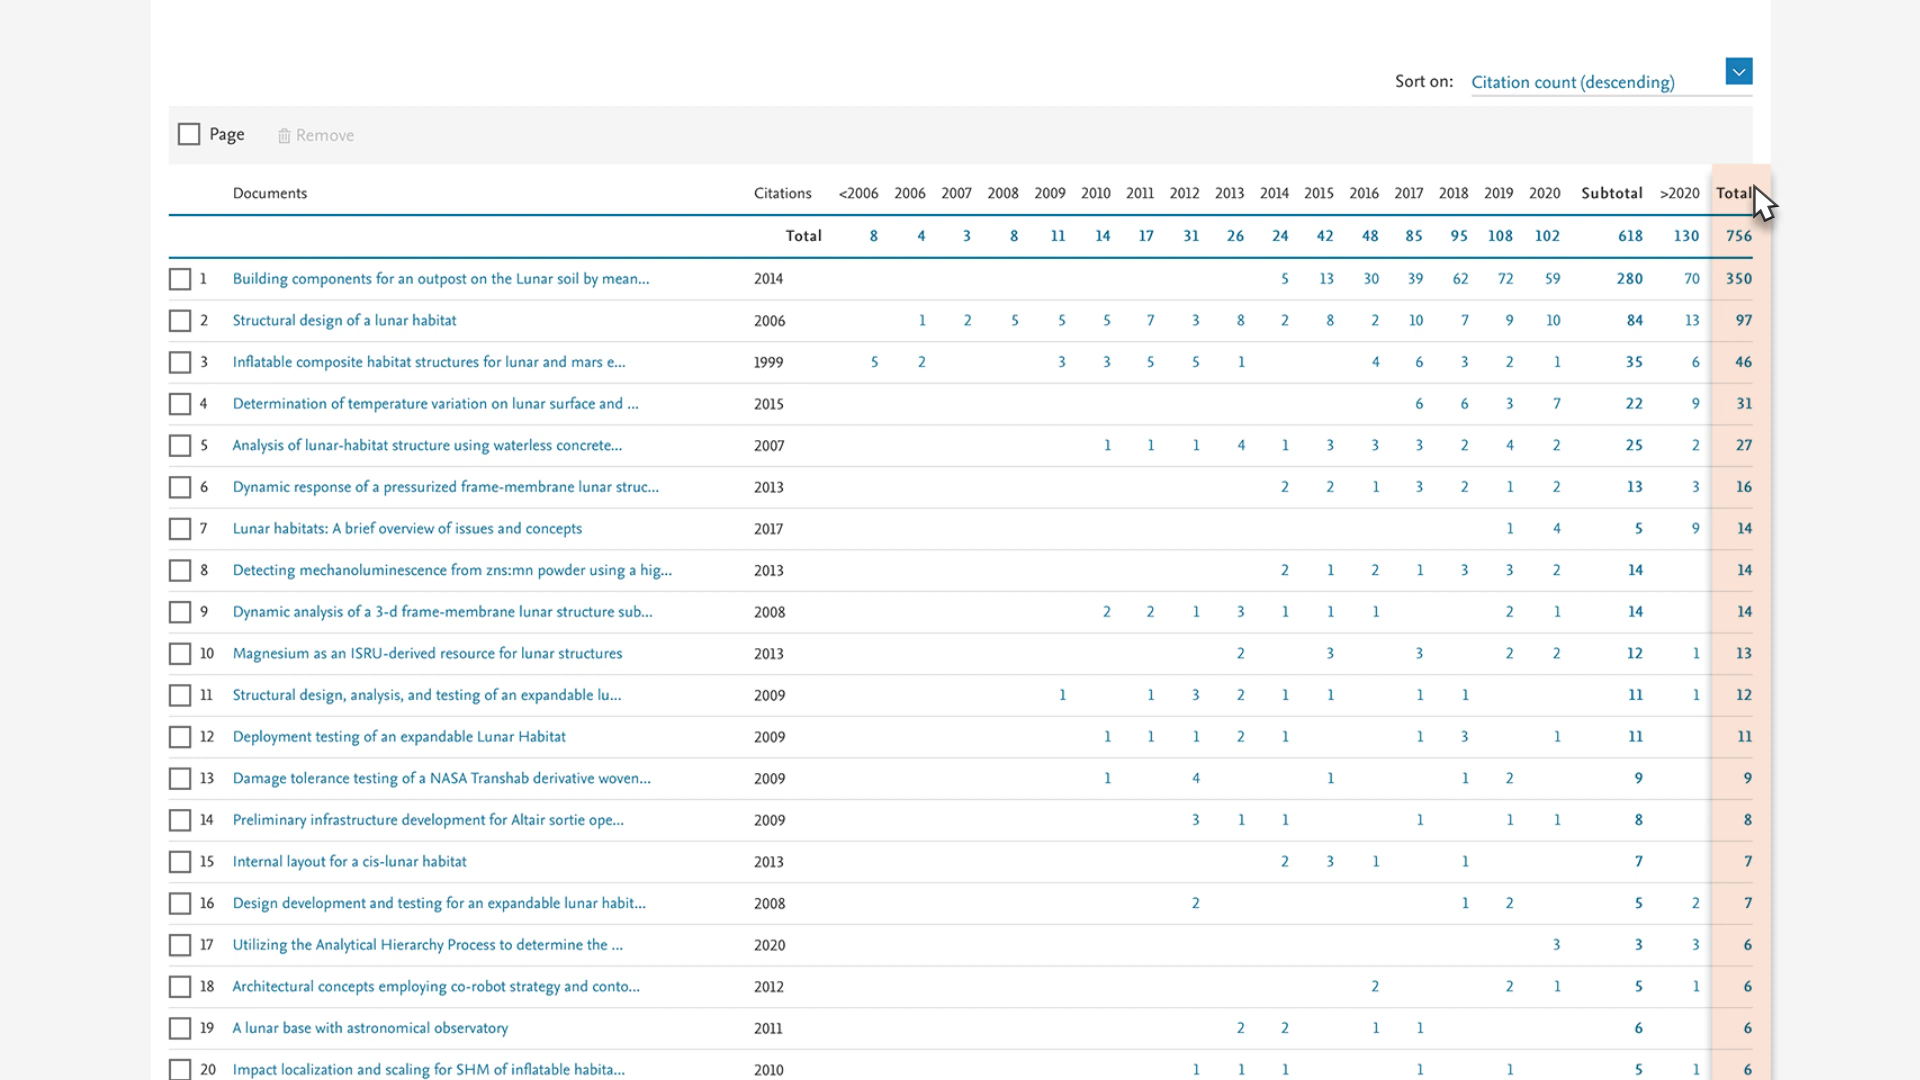 Sort on: Citation count (descending)
Page Remove
Documents Citations <2006 2006 2007 2008 2009 2010 2011 2012 2013 2014 2015 2016 2017 2018 2019 2020 Subtotal >2020 Total
Total 8 4 3 8 11 14 17 31 26 24 42 48 85 95 108 102 618 130 756
1 Building components for an outpost on the Lunar soil by mean... 2014 5 13 30 39 62 72 59 280 70 350
2 Structural design of a lunar habitat 2006 1 2 5 5 5 7 3 8 2 8 2 10 7 9 10 84 13 97
3 Inflatable composite habitat structures for lunar and mars e... 1999 5 2 3 3 5 5 1 4 6 3 2 1 35 6 46
4 Determination of temperature variation on lunar surface and ... 2015 6 6 3 7 22 9 31
5 Analysis of lunar-habitat structure using waterless concrete... 2007 1 1 1 4 1 3 3 3 2 4 2 25 2 27
6 Dynamic response of a pressurized frame-membrane lunar struc... 2013 2 2 1 3 2 1 2 13 3 16
7 Lunar habitats: A brief overview of issues and concepts 2017 1 4 5 9 14
8 Detecting mechanoluminescence from zns:mn powder using a hig... 2013 2 1 2 1 3 3 2 14 14
9 Dynamic analysis of a 3-d frame-membrane lunar structure sub... 2008 2 2 1 3 1 1 1 2 1 14 14
10 Magnesium as an ISRU-derived resource for lunar structures 2013 2 3 3 2 2 12 1 13
11 Structural design, analysis, and testing of an expandable lu... 2009 1 1 3 2 1 1 1 1 11 1 12
12 Deployment testing of an expandable Lunar Habitat 2009 1 1 1 2 1 1 3 1 11 11
13 Damage tolerance testing of a NASA Transhab derivative woven... 2009 1 4 1 1 2 9 9
14 Preliminary infrastructure development for Altair sortie ope... 2009 3 1 1 1 1 1 8 8
15 Internal layout for a cis-lunar habitat 2013 2 3 1 1 7 7
16 Design development and testing for an expandable lunar habit... 2008 2 1 2 5 2 7
17 Utilizing the Analytical Hierarchy Process to determine the ... 2020 3 3 3 6
18 Architectural concepts employing co-robot strategy and conto... 2012 2 2 1 5 1 6
19 A lunar base with astronomical observatory 2011 2 2 1 1 6 6
20 Impact localization and scaling for SHM of inflatable habita... 2010 1 1 1 1 1 5 1 6